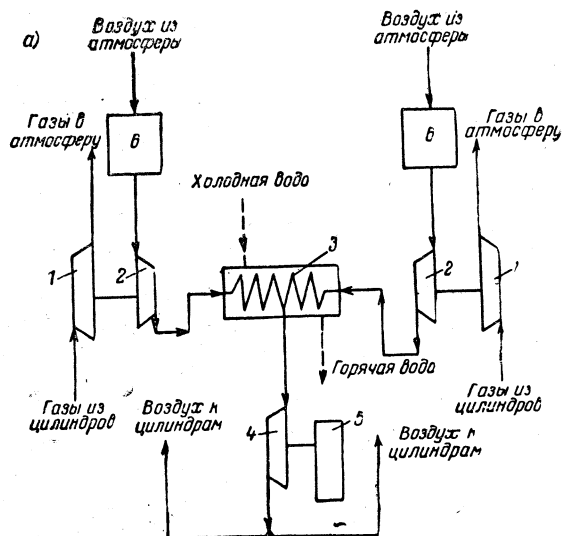 а)
Воздух из
атмосферы
Воздух из
атмосферы
Газы в
атмосферу
6
6
Газы в
атмосферу
Холодная вода
1
2
3
2
1
Газы из
цилиндров
Воздух к
цилиндрам
Горячая вода
Газы из
цилиндров
4
5
Воздух к
цилиндрам